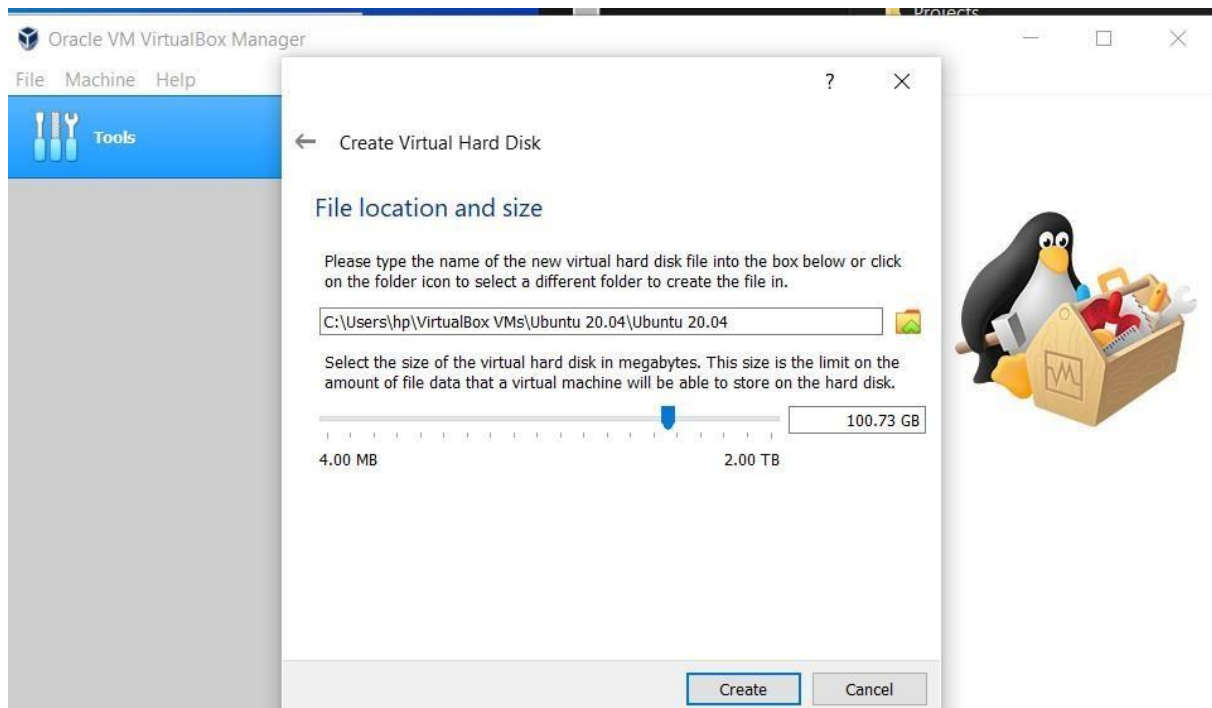 Projects
Oracle VM VirtualBox Manager
File Machine Help
?
Tools
Create Virtual Hard Disk
File location and size
Please type the name of the new virtual hard disk file into the box below or click
on the folder icon to select a different folder to create the file in.
C:\Users\hp\VirtualBox VMs\Ubuntu 20.04\Ubuntu 20.04
Select the size of the virtual hard disk in megabytes. This size is the limit on the
amount of file data that a virtual machine will be able to store on the hard disk.
100.73 GB
4.00 MB 2.00 TB
Create Cancel